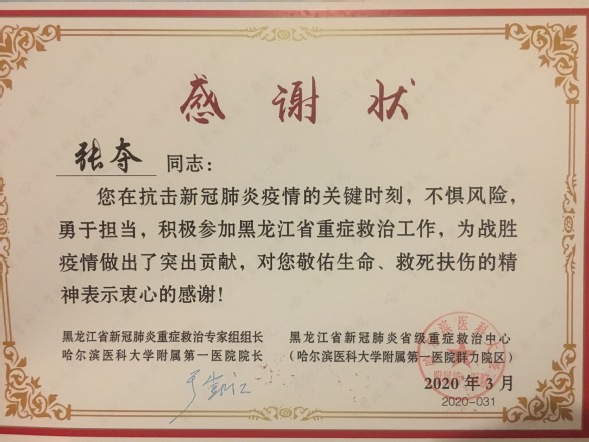 感谢状
张夺 同志：
您在抗击新冠肺炎疫情的关键时刻，不惧风险，
勇于担当，积极参加黑龙江省重症救治工作，为战胜
疫情做出了突出贡献，对您敬佑生命、救死扶伤的精
神表示衷心的感谢！
黑龙江省新冠肺炎重症救治专家组组长
哈尔滨医科大学附属第一医院院长
黑龙江省新冠肺炎省级重症救治中心
（哈尔滨医科大学附属第一医院群力院区）
2020 年 3 月
2020-031